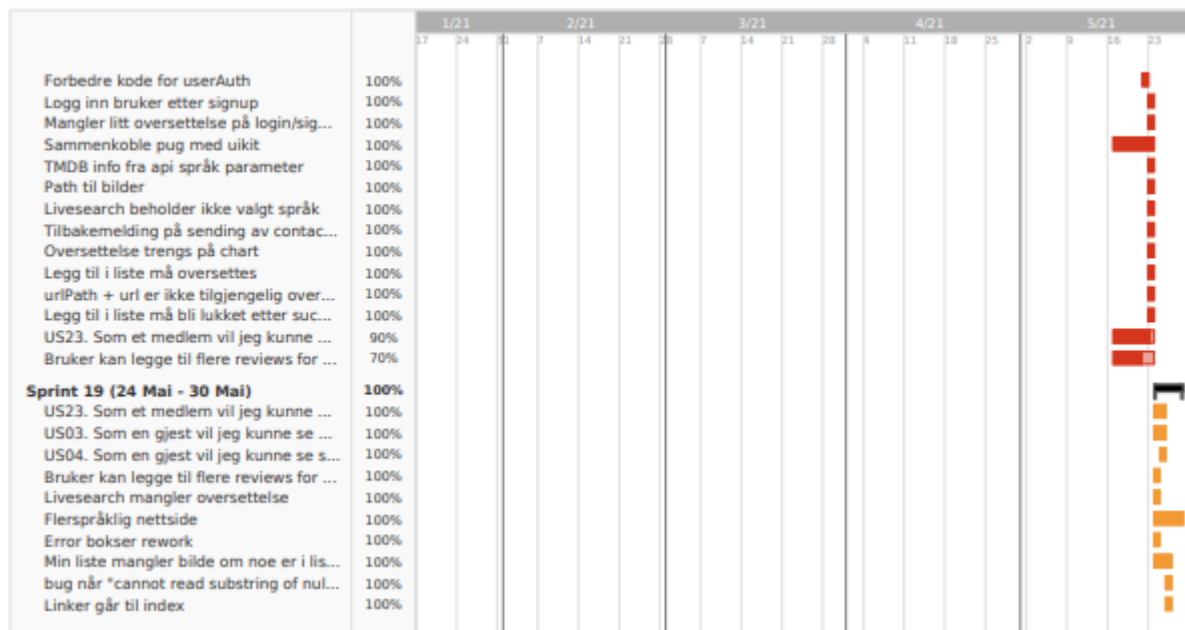 1/21 2/21 3/21 4/21 5/21
17 24 31 7 14 21 28 7 14 21 28 4 11 18 25 2 9 16 23
Forbedre kode for userAuth 100%
Logg inn bruker etter signup 100%
Mangler litt oversettelse på login/sig... 100%
Sammenkoble pug med uikit 100%
TMDB info fra api språk parameter 100%
Path til bilder 100%
Livesearch beholder ikke valgt språk 100%
Tilbakemelding på sending av contac... 100%
Oversettelse trengs på chart 100%
Legg til i liste må oversettes 100%
urlPath + url er ikke tilgjengelig over... 100%
Legg til i liste må bli lukket etter suc... 100%
US23. Som et medlem vil jeg kunne ... 90%
Bruker kan legge til flere reviews for ... 70%
Sprint 19 (24 Mai - 30 Mai) 100%
US23. Som et medlem vil jeg kunne ... 100%
US03. Som en gjest vil jeg kunne se ... 100%
US04. Som en gjest vil jeg kunne se s... 100%
Bruker kan legge til flere reviews for ... 100%
Livesearch mangler oversettelse 100%
Flerspråklig nettside 100%
Error bokser rework 100%
Min liste mangler bilde om noe er i lis... 100%
bug når "cannot read substring of nul... 100%
Linker går til index 100%